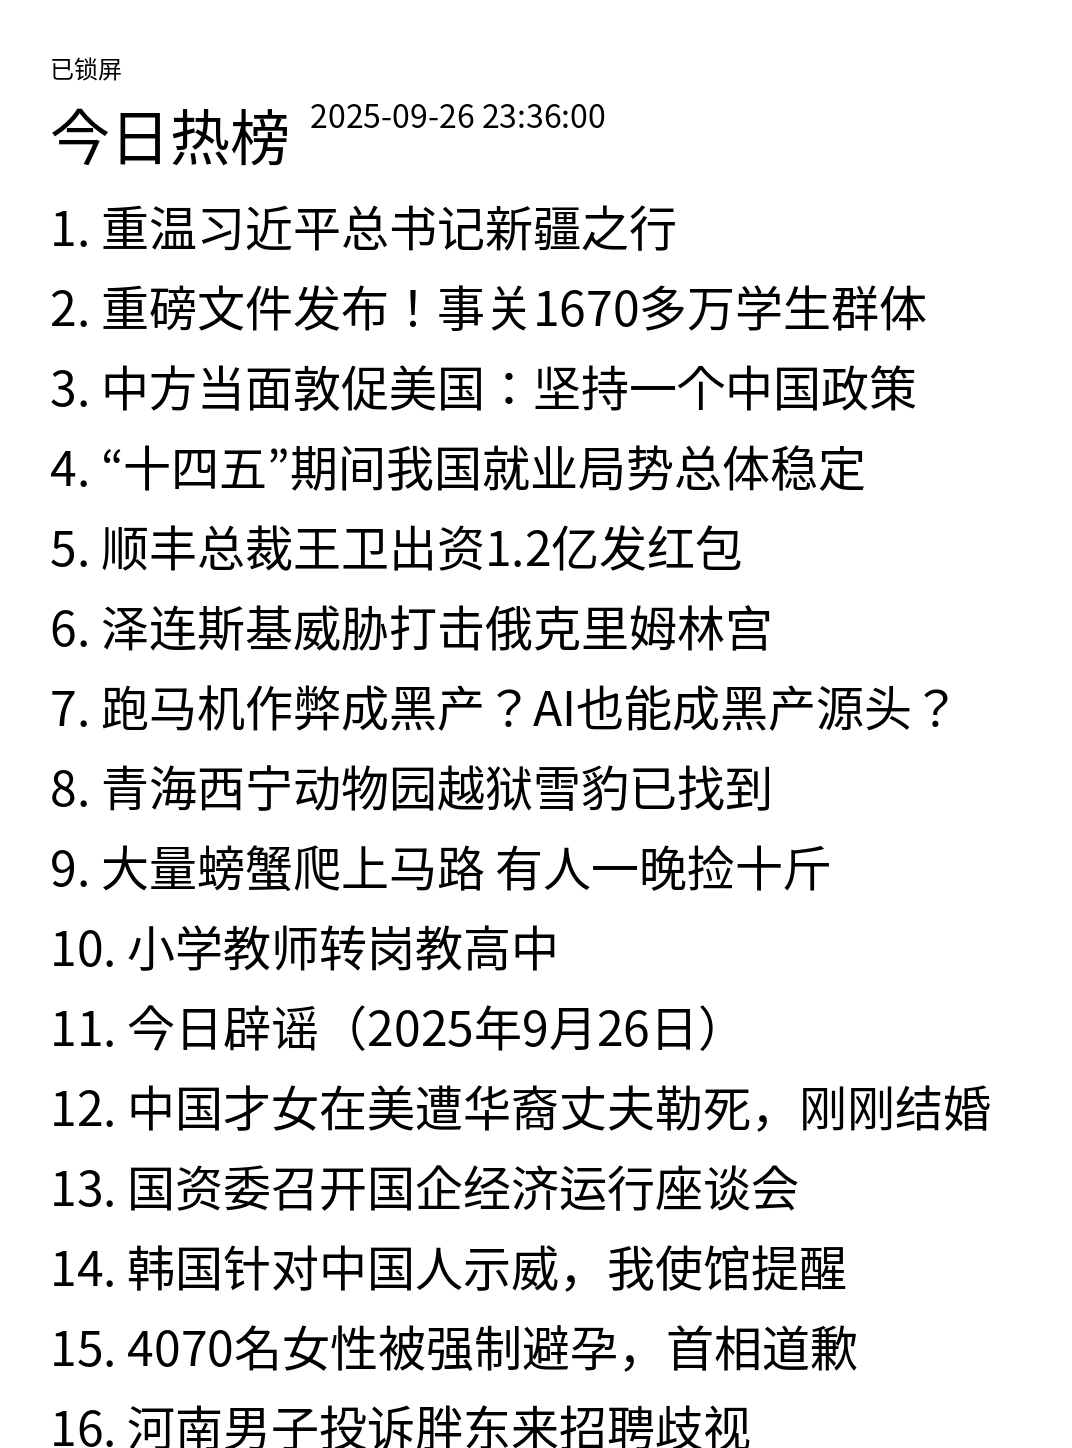 已锁屏
今日热榜 2025-09-26 23:36:00
1. 重温习近平总书记新疆之行
2. 重磅文件发布！事关1670多万学生群体
3. 中方当面敦促美国：坚持一个中国政策
4. “十四五”期间我国就业局势总体稳定
5. 顺丰总裁王卫出资1.2亿发红包
6. 泽连斯基威胁打击俄克里姆林宫
7. 跑马机作弊成黑产？AI也能成黑产源头？
8. 青海西宁动物园越狱雪豹已找到
9. 大量螃蟹爬上马路 有人一晚捡十斤
10. 小学教师转岗教高中
11. 今日辟谣（2025年9月26日）
12. 中国才女在美遭华裔丈夫勒死，刚刚结婚
13. 国资委召开国企经济运行座谈会
14. 韩国针对中国人示威，我使馆提醒
15. 4070名女性被强制避孕，首相道歉
16. 河南男子投诉胖东来招聘歧视